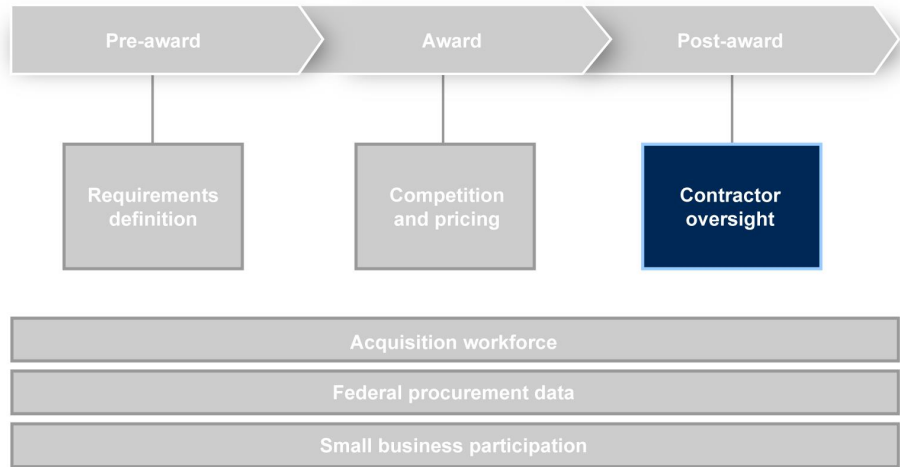 Pre-award
Award
Post-award
Requirements
definition
Competition
and pricing
Contractor
oversight
Acquisition workforce
Federal procurement data
Small business participation